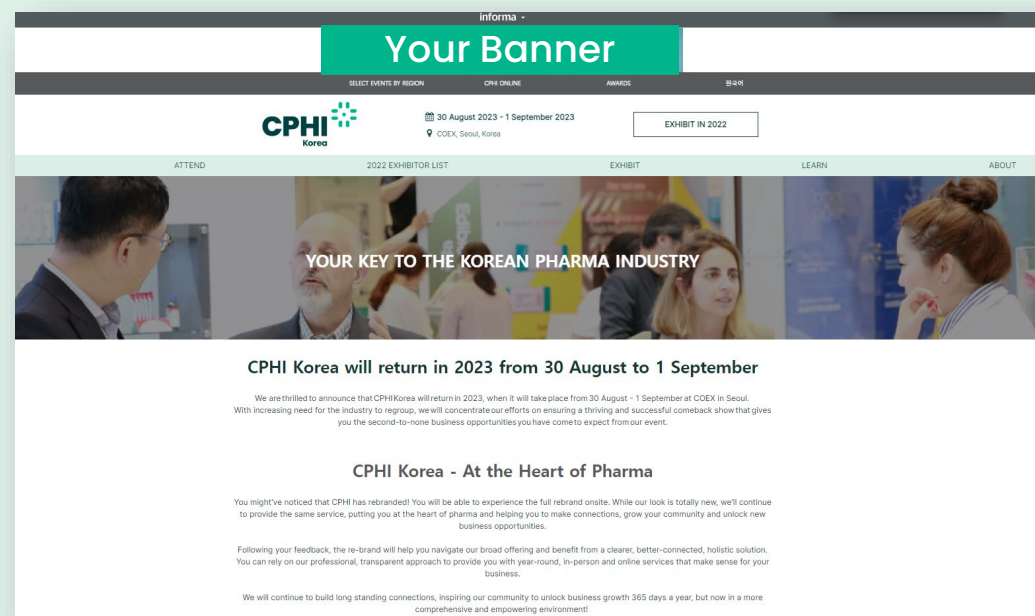 informa
Your Banner
SELECT EVENTS BY REGION CPHI ONLINE AWARDS 한국어
CPHI
Korea
30 August 2023 - 1 September 2023
COEX, Seoul, Korea
EXHIBIT IN 2022
ATTEND 2022 EXHIBITOR LIST EXHIBIT LEARN ABOUT
YOUR KEY TO THE KOREAN PHARMA INDUSTRY
CPHI Korea will return in 2023 from 30 August to 1 September
We are thrilled to announce that CPHI Korea will return in 2023, when it will take place from 30 August - 1 September at COEX in Seoul.
With increasing need for the industry to regroup, we will concentrate our efforts on ensuring a thriving and successful comeback show that gives
you the second-to-none business opportunities you have come to expect from our event.
CPHI Korea - At the Heart of Pharma
You might've noticed that CPHI has rebranded! You will be able to experience the full rebrand onsite. While our look is totally new, we'll continue
to provide the same service, putting you at the heart of pharma and helping you to make connections, grow your community and unlock new
business opportunities.
Following your feedback, the re-brand will help you navigate our broad offering and benefit from a clearer, better-connected, holistic solution.
You can rely on our professional, transparent approach to provide you with year-round, in-person and online services that make sense for your
business.
We will continue to build long standing connections, inspiring our community to unlock business growth 365 days a year, but now in a more
comprehensive and empowering environment!